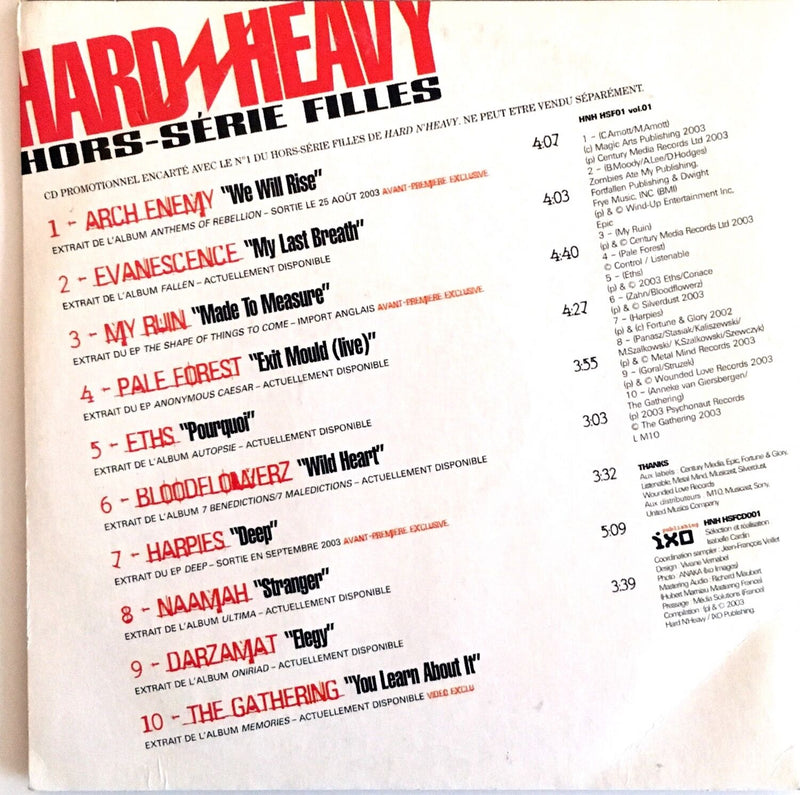 HARD N HEAVY
HORS-SÉRIE FILLES
CD PROMOTIONNEL ENCARTÉ AVEC LE N°1 DU HORS-SÉRIE FILLES DE HARD N'HEAVY. NE PEUT ETRE VENDU SÉPARÉMENT.
1 - ARCH ENEMY "We Will Rise" 4:07
EXTRAIT DE L'ALBUM ANTHEMS OF REBELLION – SORTIE LE 25 AOÛT 2003 AVANT-PREMIERE EXCLUSIVE
2 - EVANESCENCE "My Last Breath" 4:03
EXTRAIT DE L'ALBUM FALLEN – ACTUELLEMENT DISPONIBLE
3 - MY RUIN "Made To Measure" 4:40
EXTRAIT DU EP THE SHAPE OF THINGS TO COME – IMPORT ANGLAIS AVANT-PREMIERE EXCLUSIVE
4 - PALE FOREST "Exit Mould (live)" 4:27
EXTRAIT DU EP ANONYMOUS CAESAR – ACTUELLEMENT DISPONIBLE
5 - ETHS "Pourquoi" 3:55
EXTRAIT DE L'ALBUM AUTOPSIE – ACTUELLEMENT DISPONIBLE
6 - BLOODFLOWERZ "Wild Heart" 3:03
EXTRAIT DE L'ALBUM 7 BENEDICTIONS/7 MALEDICTIONS – ACTUELLEMENT DISPONIBLE
7 - HARPIES "Deep" 3:32
EXTRAIT DU EP DEEP – SORTIE EN SEPTEMBRE 2003 AVANT-PREMIERE EXCLUSIVE
8 - NAAMAH "Stranger" 5:09
EXTRAIT DE L'ALBUM ULTIMA – ACTUELLEMENT DISPONIBLE
9 - DARZAMAT "Elegy" 3:39
EXTRAIT DE L'ALBUM ONIRIAD – ACTUELLEMENT DISPONIBLE
10 - THE GATHERING "You Learn About It"
EXTRAIT DE L'ALBUM MEMORIES – ACTUELLEMENT DISPONIBLE VIDEO EXCLU
HNH HSF01 vol.01
1 – (C.Amott/M.Amott)
(c) Magic Arts Publishing 2003
(p) Century Media Records Ltd 2003
2 – (B.Moody/A.Lee/D.Hodges)
Zombies Ate My Publishing,
Fortfallen Publishing & Dwight
Frye Music, INC (BMI)
(p) & © Wind-Up Entertainment Inc.
Epic
3 – (My Ruin)
(p) & © Century Media Records Ltd 2003
4 – (Pale Forest)
© Control / Listenable
5 – (Eths)
(p) & © 2003 Eths/Coriace
6 – (Zahn/Bloodflowerz)
(p) & © Silverdust 2003
7 – (Harpies)
(p) & (c) Fortune & Glory 2002
8 – (Panasz/Stasiak/Kaliszewski/
M.Szalkowski/ K.Szalkowski/Szewczyk)
(p) & © Metal Mind Records 2003
9 – (Goral/Struzek)
(p) & © Wounded Love Records 2003
10 – (Anneke van Giersbergen/
The Gathering)
(p) 2003 Psychonaut Records
© The Gathering 2003
L M10
THANKS
Aux labels : Century Media, Epic, Fortune & Glory,
Listenable, Metal Mind, Musicast, Silverdust,
Wounded Love Records
Aux distributeurs : M10, Musicast, Sony,
United Musics Company
publishing
ixo
HNH HSFCD001
Sélection et réalisation :
Isabelle Cardin
Coordination sampler : Jean-François Veillet
Design : Viviane Vernabel
Photo : ANAKA (Ixo Images)
Mastering Audio : Richard Maubert
(Hubert Mamizu Mastering France)
Pressage : Média Solutions (France)
Compilation : (p) & © 2003
Hard N'Heavy / IXO Publishing.